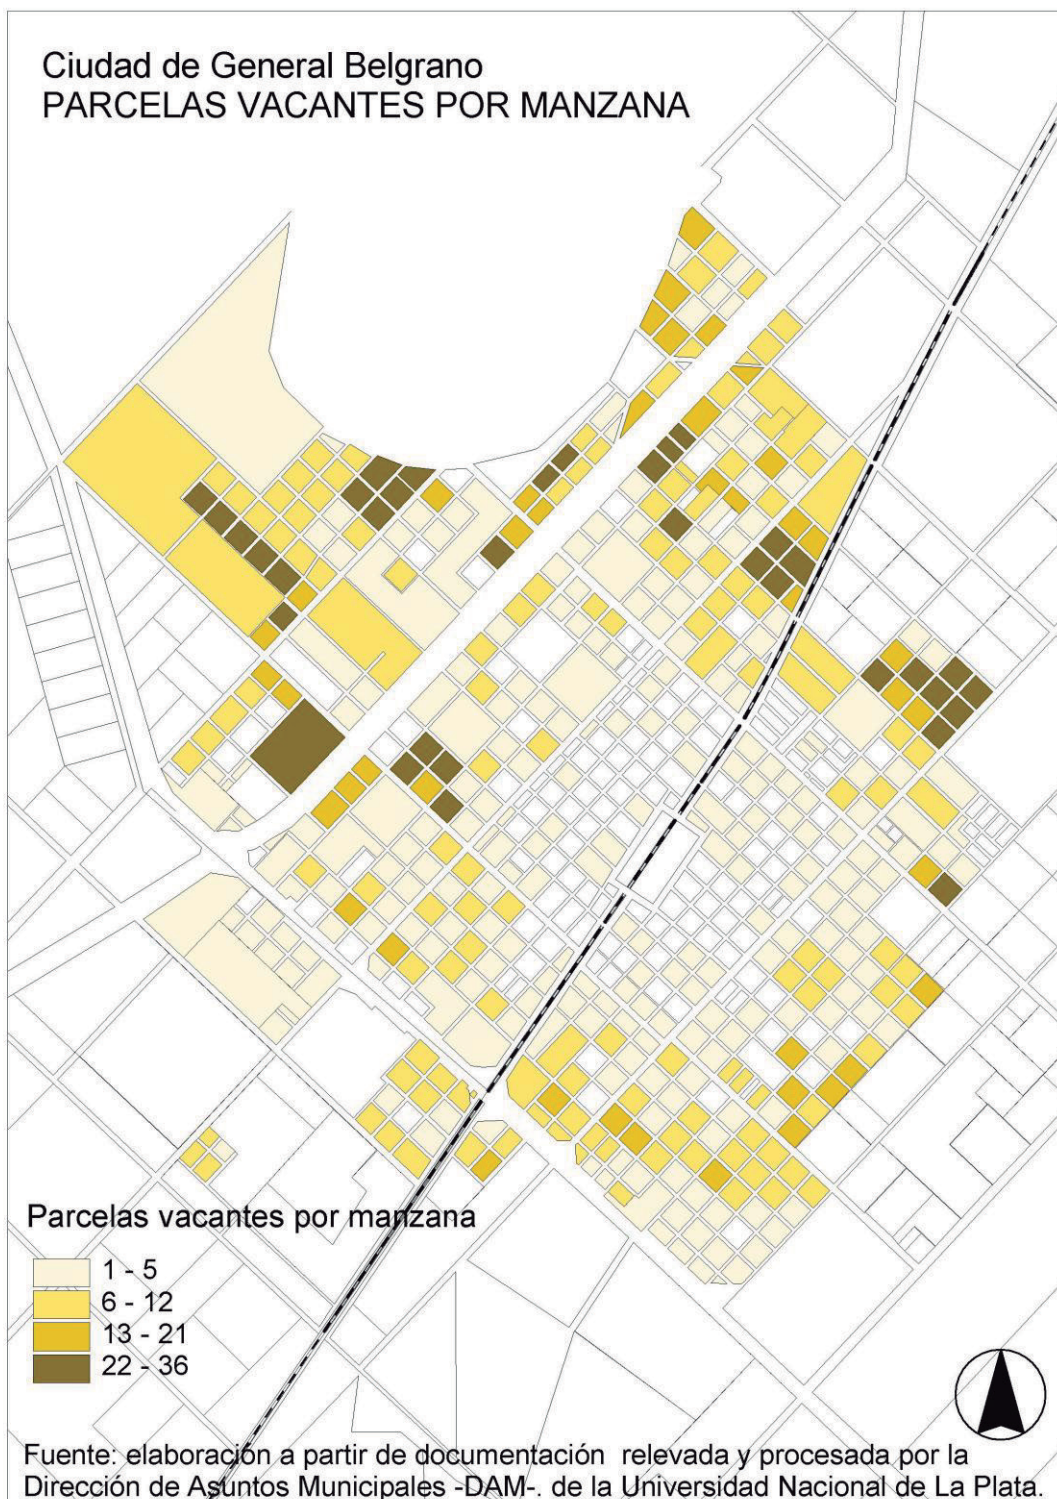 Ciudad de General Belgrano
PARCELAS VACANTES POR MANZANA
Parcelas vacantes por manzana
1 - 5
6 - 12
13 - 21
22 - 36
Fuente: elaboración a partir de documentación relevada y procesada por la
Dirección de Asuntos Municipales -DAM-. de la Universidad Nacional de La Plata.